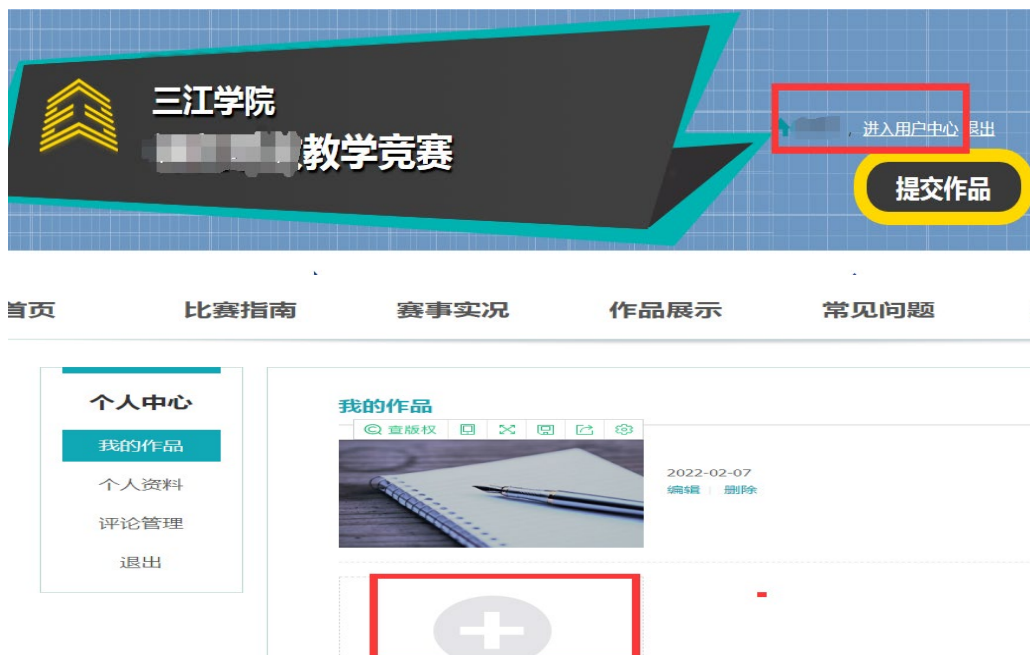 三江学院
教学竞赛
进入用户中心 退出
提交作品
首页 比赛指南 赛事实况 作品展示 常见问题
个人中心
我的作品
个人资料
评论管理
退出
我的作品
查版权
2022-02-07
编辑 | 删除